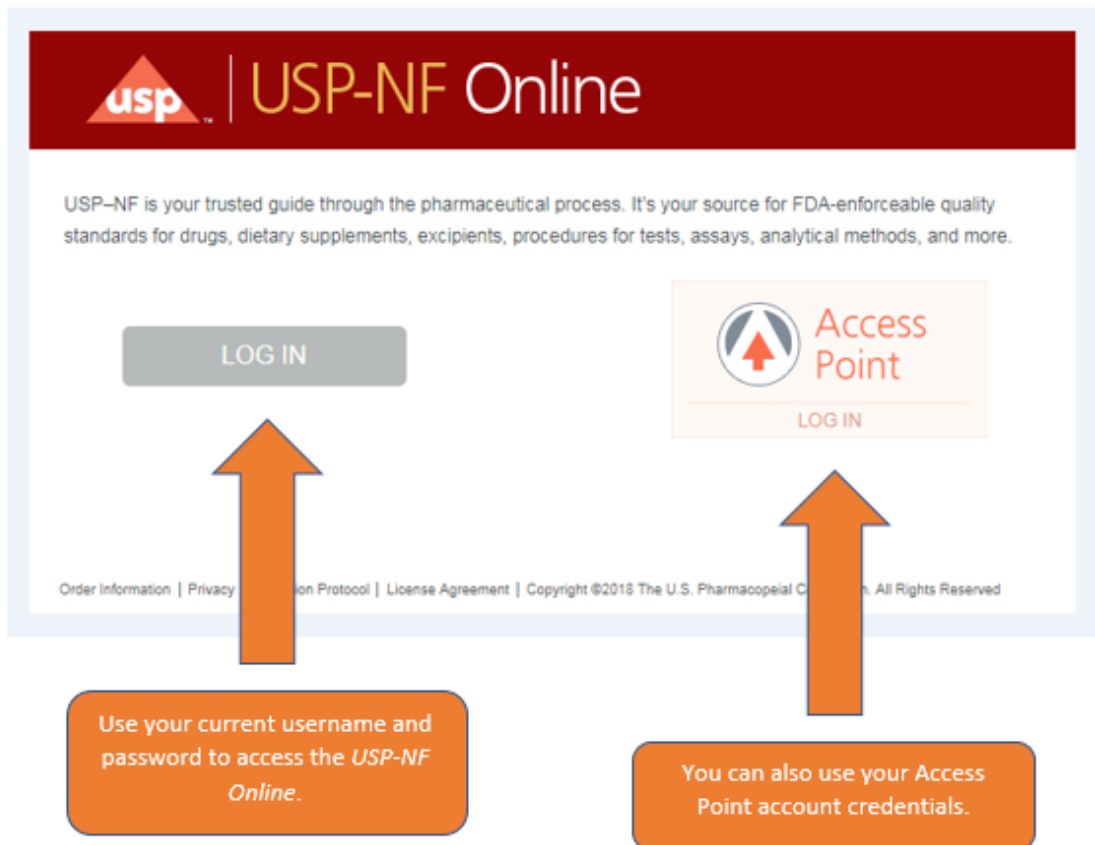 usp™ USP-NF Online
USP–NF is your trusted guide through the pharmaceutical process. It's your source for FDA-enforceable quality
standards for drugs, dietary supplements, excipients, procedures for tests, assays, analytical methods, and more.
LOG IN
Access
Point
LOG IN
Order Information | Privacy Protocol | License Agreement | Copyright ©2018 The U.S. Pharmacopeial All Rights Reserved
Use your current username and
password to access the USP-NF
Online.
You can also use your Access
Point account credentials.